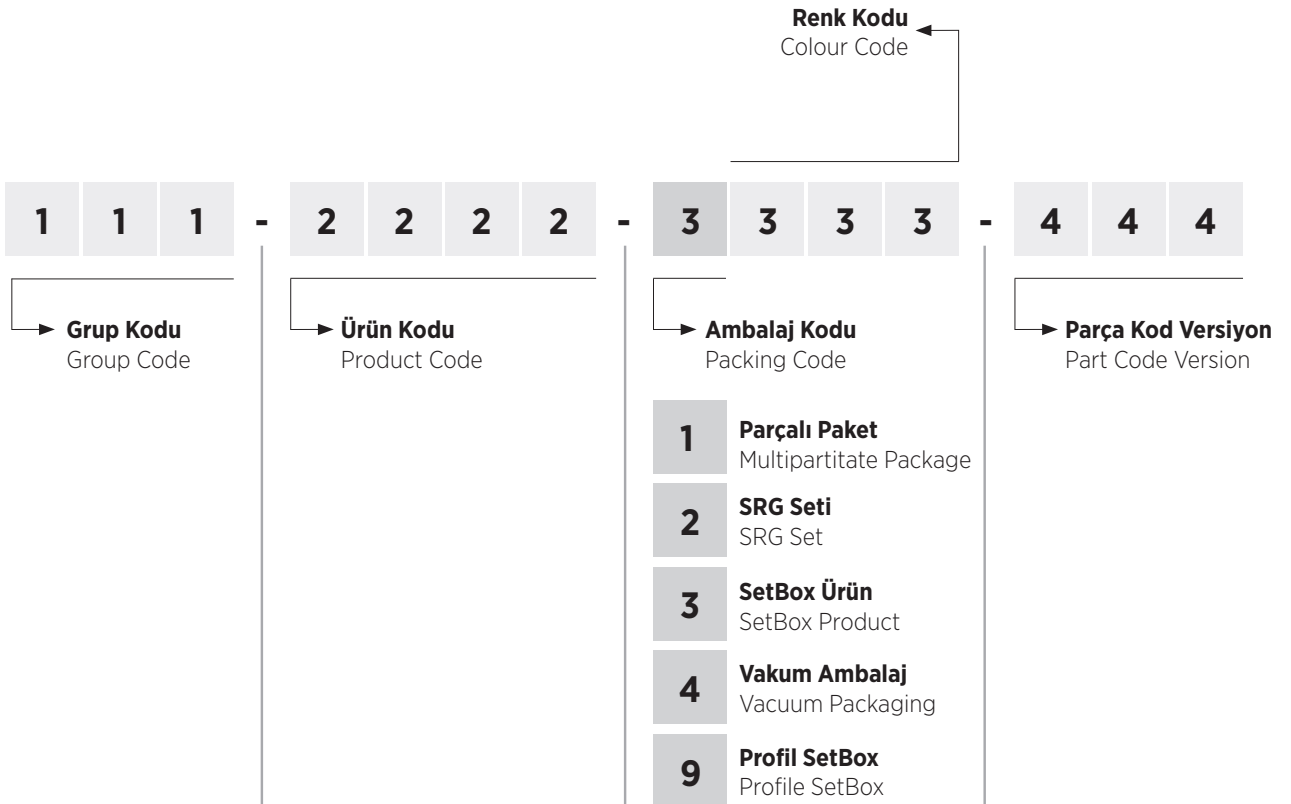 Renk Kodu
Colour Code
1 1 1 - 2 2 2 2 - 3 3 3 3 - 4 4 4
Grup Kodu
Group Code
Ürün Kodu
Product Code
Ambalaj Kodu
Packing Code
Parça Kod Versiyon
Part Code Version
1 Parçalı Paket
Multipartitate Package
2 SRG Seti
SRG Set
3 SetBox Ürün
SetBox Product
4 Vakum Ambalaj
Vacuum Packaging
9 Profil SetBox
Profile SetBox